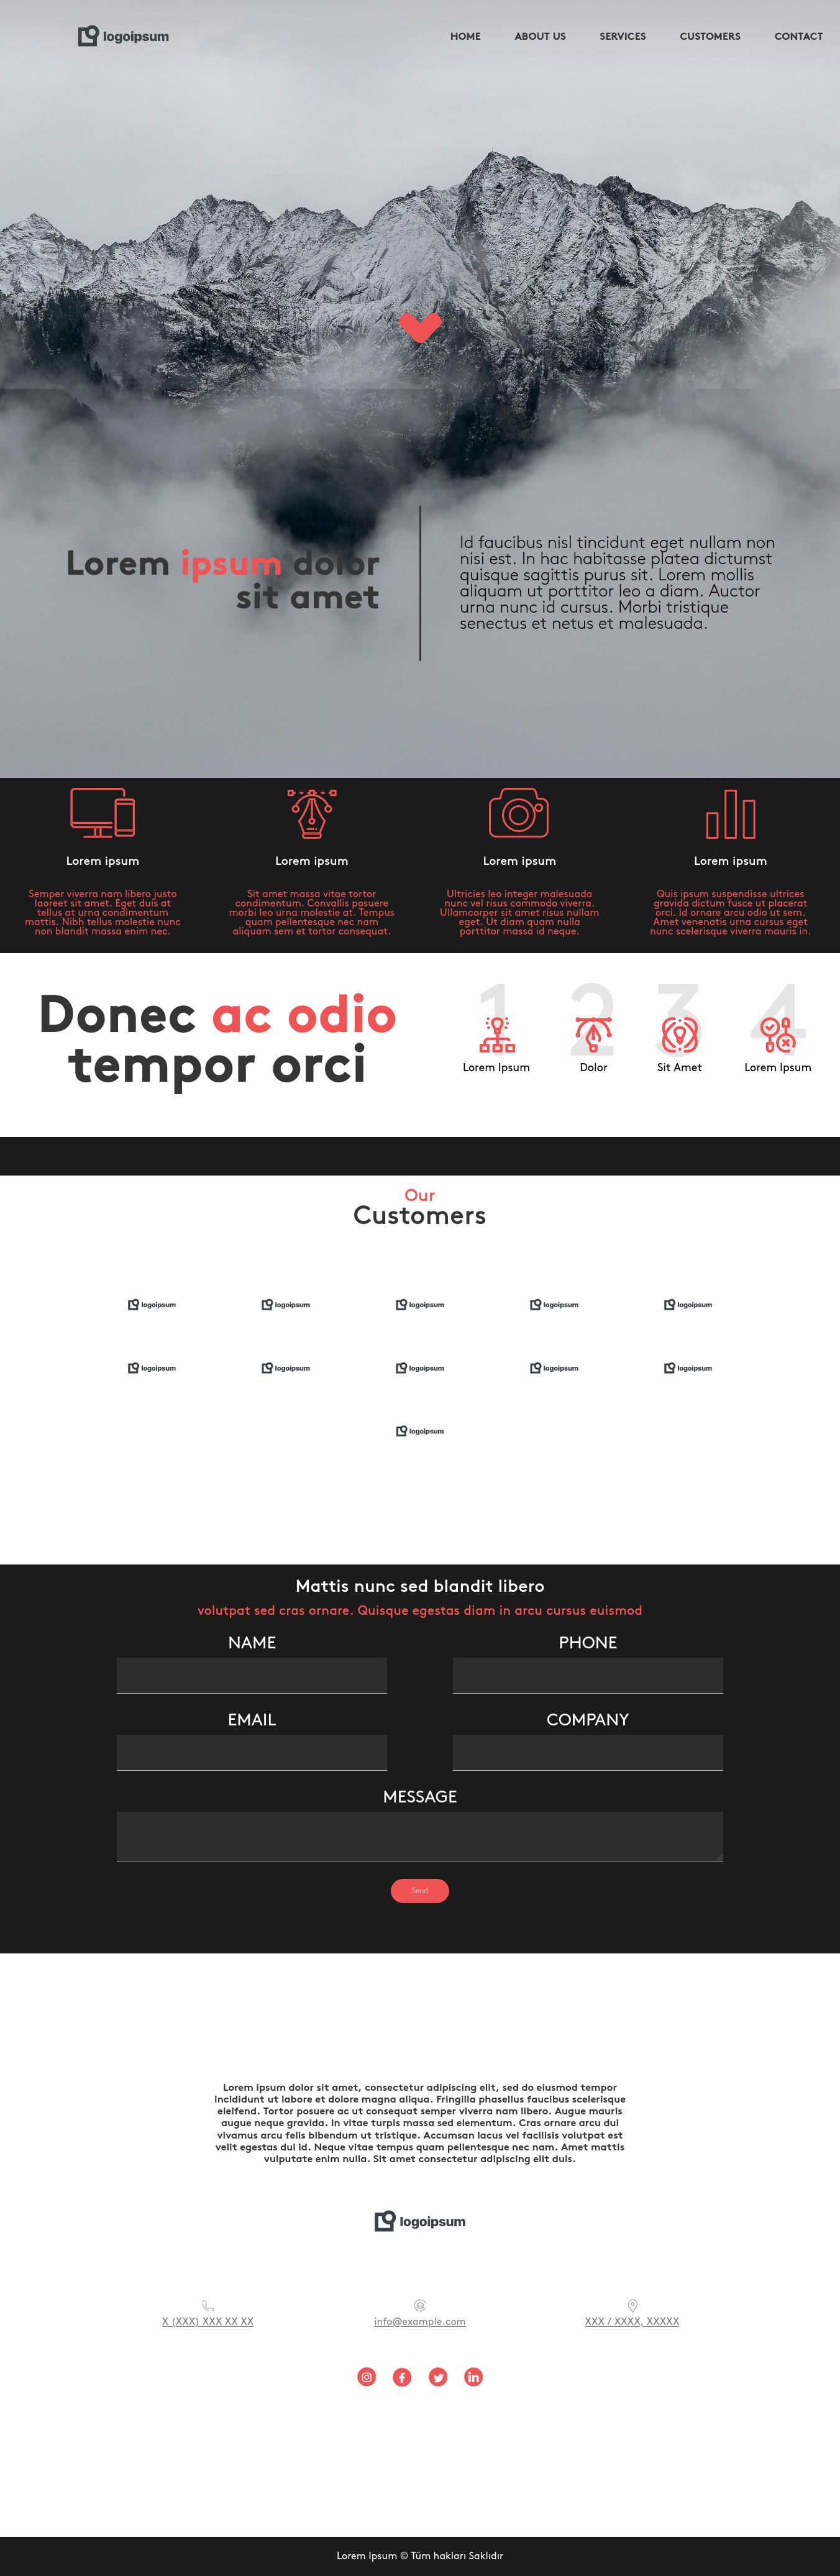 logoipsum
HOME ABOUT US SERVICES CUSTOMERS CONTACT
Lorem ipsum dolor
sit amet
Id faucibus nisl tincidunt eget nullam non
nisi est. In hac habitasse platea dictumst
quisque sagittis purus sit. Lorem mollis
aliquam ut porttitor leo a diam. Auctor
urna nunc id cursus. Morbi tristique
senectus et netus et malesuada.
Lorem ipsum
Semper viverra nam libero justo
laoreet sit amet. Eget duis at
tellus at urna condimentum
mattis. Nibh tellus molestie nunc
non blandit massa enim nec.
Lorem ipsum
Sit amet massa vitae tortor
condimentum. Convallis posuere
morbi leo urna molestie at. Tempus
quam pellentesque nec nam
aliquam sem et tortor consequat.
Lorem ipsum
Ultricies leo integer malesuada
nunc vel risus commodo viverra.
Ullamcorper sit amet risus nullam
eget. Ut diam quam nulla
porttitor massa id neque.
Lorem ipsum
Quis ipsum suspendisse ultrices
gravida dictum fusce ut placerat
orci. Id ornare arcu odio ut sem.
Amet venenatis urna cursus eget
nunc scelerisque viverra mauris in.
Donec ac odio
tempor orci
1
Lorem Ipsum
2
Dolor
3
Sit Amet
4
Lorem Ipsum
Our
Customers
logoipsum logoipsum logoipsum logoipsum logoipsum
logoipsum logoipsum logoipsum logoipsum logoipsum
logoipsum
Mattis nunc sed blandit libero
volutpat sed cras ornare. Quisque egestas diam in arcu cursus euismod
NAME PHONE
EMAIL COMPANY
MESSAGE
Send
Lorem ipsum dolor sit amet, consectetur adipiscing elit, sed do eiusmod tempor
incididunt ut labore et dolore magna aliqua. Fringilla phasellus faucibus scelerisque
eleifend. Tortor posuere ac ut consequat semper viverra nam libero. Augue mauris
augue neque gravida. In vitae turpis massa sed elementum. Cras ornare arcu dui
vivamus arcu felis bibendum ut tristique. Accumsan lacus vel facilisis volutpat est
velit egestas dui id. Neque vitae tempus quam pellentesque nec nam. Amet mattis
vulputate enim nulla. Sit amet consectetur adipiscing elit duis.
logoipsum
X (XXX) XXX XX XX
info@example.com
XXX / XXXX, XXXXX
Lorem Ipsum © Tüm hakları Saklıdır